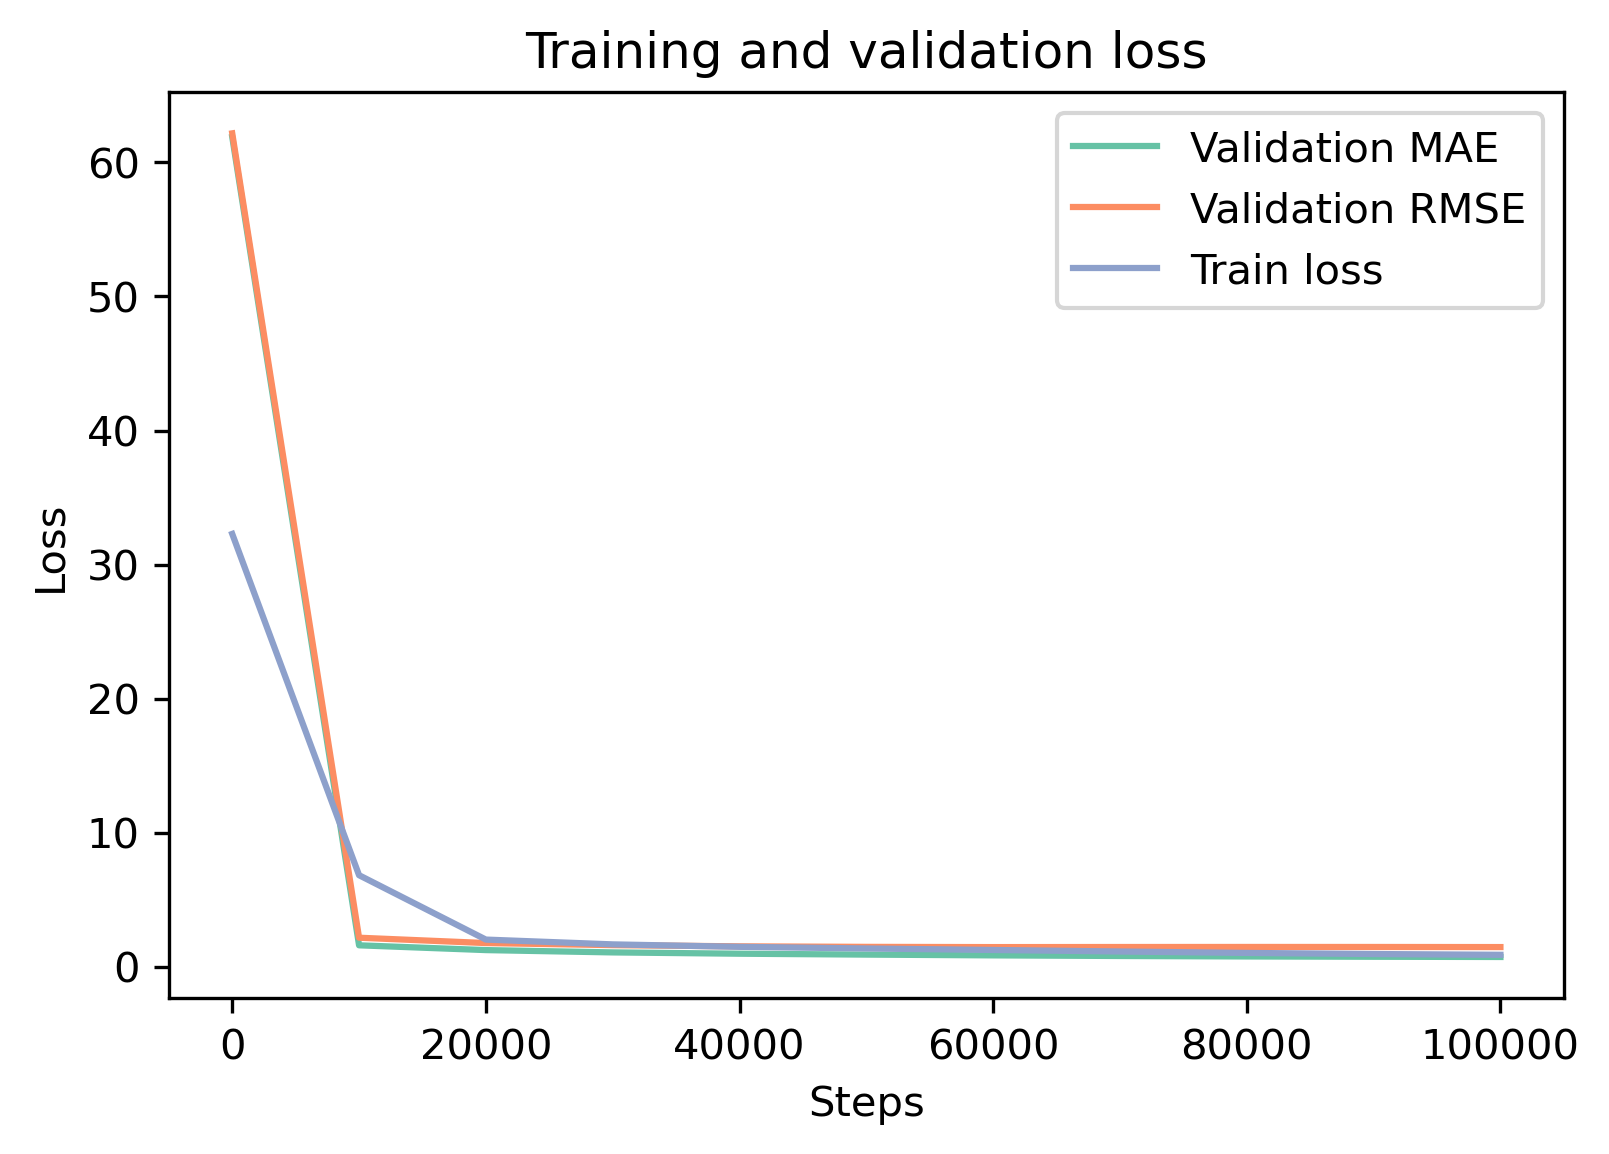 Training and validation loss
Validation MAE
Validation RMSE
Train loss
Loss
60
50
40
30
20
10
0
0 20000 40000 60000 80000 100000
Steps